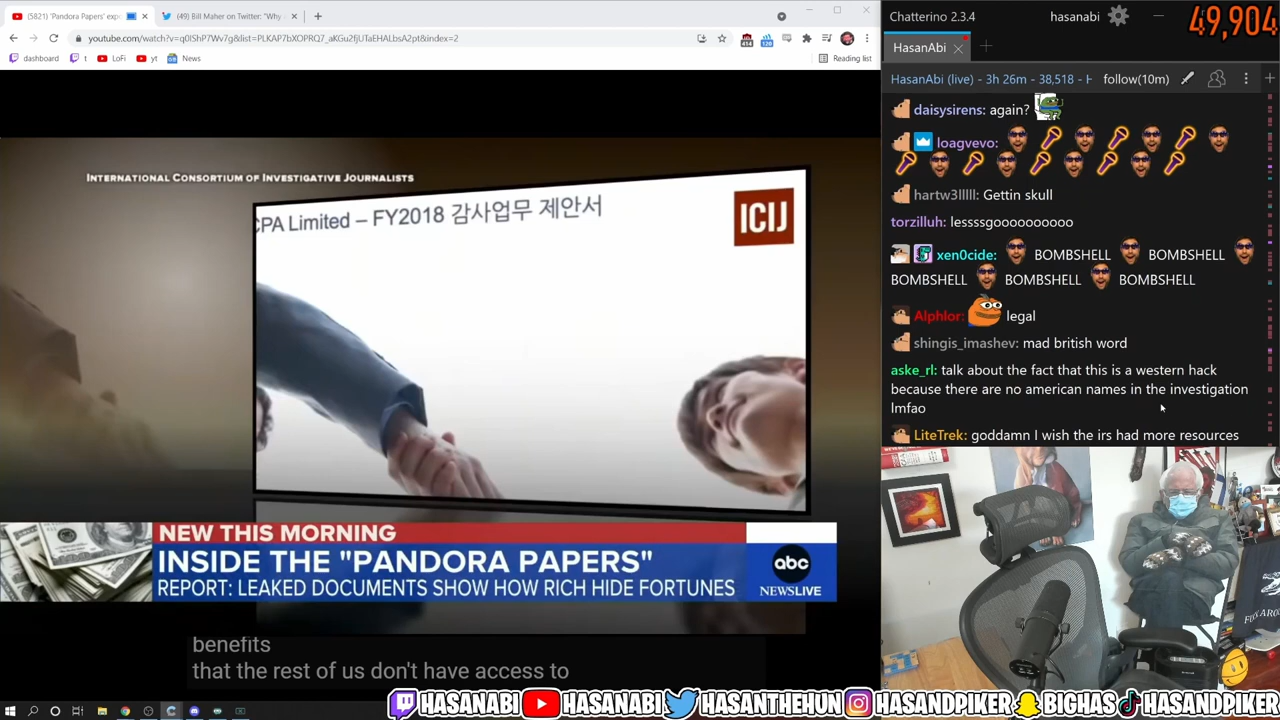 (5821) 'Pandora Papers' exp
(49) Bill Maher on Twitter: "Why
youtube.com/watch?v=q0IShP7Wv7g&list=PLKAP7bXOPRQ7_aKGu2fjUTaEHALbsA2pt&index=2
414
120
dashboard
t
LoFi
yt
News
Reading list
INTERNATIONAL CONSORTIUM OF INVESTIGATIVE JOURNALISTS
CPA Limited – FY2018 감사업무 제안서
ICIJ
NEW THIS MORNING
INSIDE THE "PANDORA PAPERS"
REPORT: LEAKED DOCUMENTS SHOW HOW RICH HIDE FORTUNES
abc
NEWSLIVE
benefits
that the rest of us don't have access to
Chatterino 2.3.4
hasanabi
49,904
HasanAbi
HasanAbi (live) - 3h 26m - 38,518 - H
follow(10m)
daisysirens: again?
loagvevo:
hartw3lllll: Gettin skull
torzilluh: lessssgoooooooooo
xen0cide: BOMBSHELL BOMBSHELL
BOMBSHELL BOMBSHELL BOMBSHELL
Alphlor: legal
shingis_imashev: mad british word
aske_rl: talk about the fact that this is a western hack
because there are no american names in the investigation
lmfao
LiteTrek: goddamn I wish the irs had more resources
HASANABI HASANABI HASANTHEHUN HASANDPIKER BIGHAS HASANDPIKER